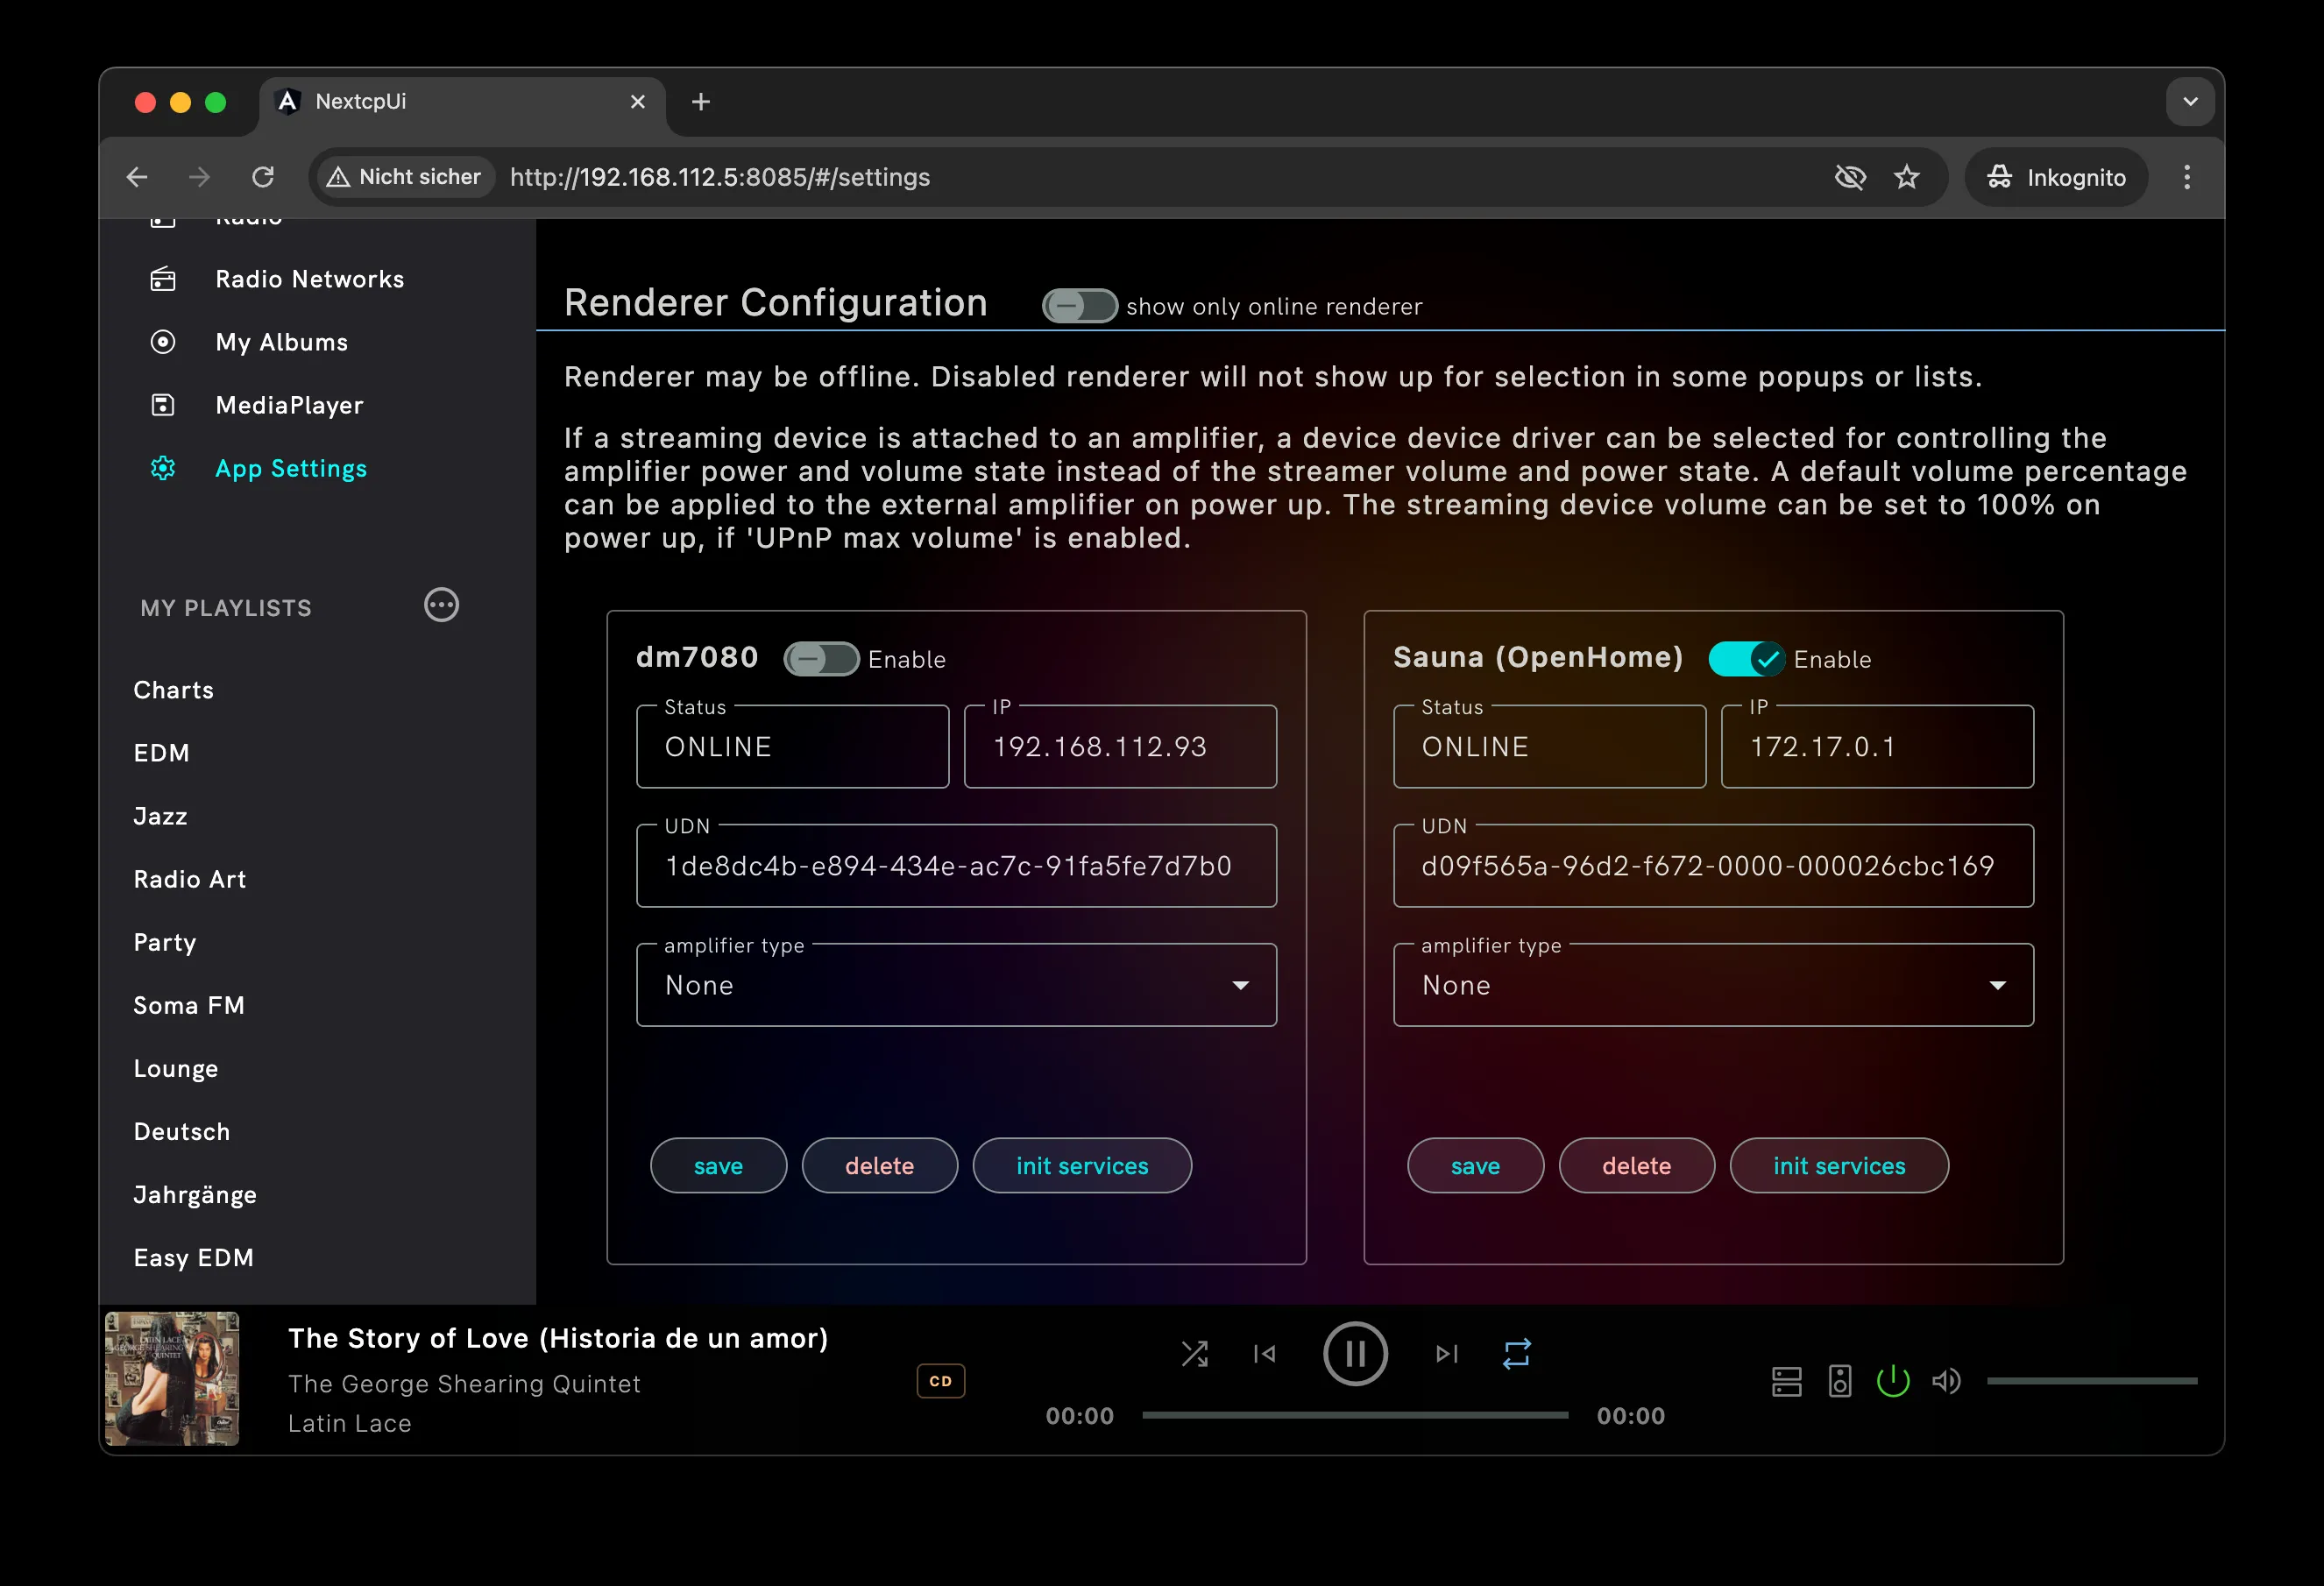 NextcpUi
Nicht sicher
http://192.168.112.5:8085/#/settings
Inkognito
Radio
Radio Networks
My Albums
MediaPlayer
App Settings
MY PLAYLISTS
Charts
EDM
Jazz
Radio Art
Party
Soma FM
Lounge
Deutsch
Jahrgänge
Easy EDM
Renderer Configuration
show only online renderer
Renderer may be offline. Disabled renderer will not show up for selection in some popups or lists.
If a streaming device is attached to an amplifier, a device device driver can be selected for controlling the
amplifier power and volume state instead of the streamer volume and power state. A default volume percentage
can be applied to the external amplifier on power up. The streaming device volume can be set to 100% on
power up, if 'UPnP max volume' is enabled.
dm7080
Enable
Status
ONLINE
IP
192.168.112.93
UDN
1de8dc4b-e894-434e-ac7c-91fa5fe7d7b0
amplifier type
None
save
delete
init services
Sauna (OpenHome)
Enable
Status
ONLINE
IP
172.17.0.1
UDN
d09f565a-96d2-f672-0000-000026cbc169
amplifier type
None
save
delete
init services
LATIN LACE
GEORGE SHEARING
QUINTET
The Story of Love (Historia de un amor)
The George Shearing Quintet
Latin Lace
CD
00:00
00:00